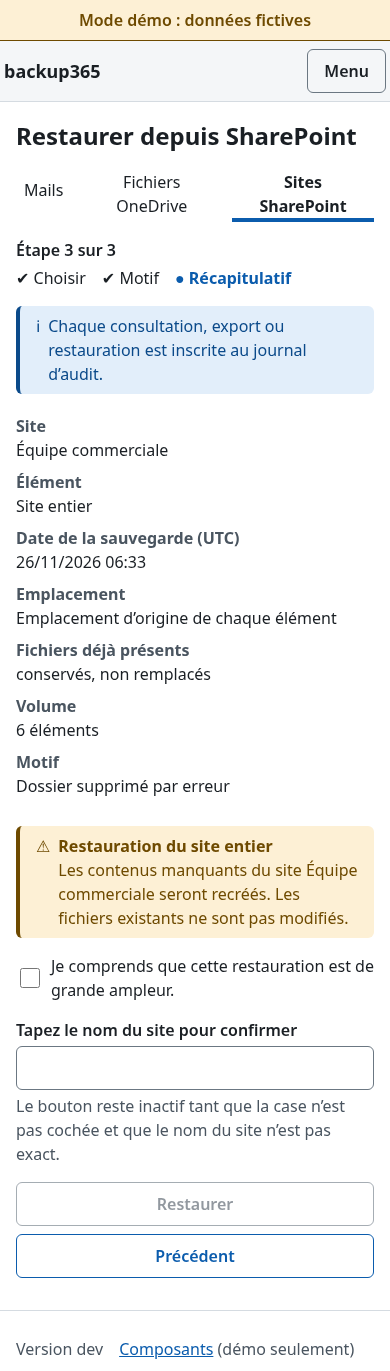 Mode démo : données fictives
backup365
Menu
Restaurer depuis SharePoint
Mails
Fichiers
OneDrive
Sites
SharePoint
Étape 3 sur 3
✔ Choisir ✔ Motif ● Récapitulatif
i Chaque consultation, export ou
restauration est inscrite au journal
d’audit.
Site
Équipe commerciale
Élément
Site entier
Date de la sauvegarde (UTC)
26/11/2026 06:33
Emplacement
Emplacement d’origine de chaque élément
Fichiers déjà présents
conservés, non remplacés
Volume
6 éléments
Motif
Dossier supprimé par erreur
⚠ Restauration du site entier
Les contenus manquants du site Équipe
commerciale seront recréés. Les
fichiers existants ne sont pas modifiés.
Je comprends que cette restauration est de
grande ampleur.
Tapez le nom du site pour confirmer
Le bouton reste inactif tant que la case n’est
pas cochée et que le nom du site n’est pas
exact.
Restaurer
Précédent
Version dev Composants (démo seulement)